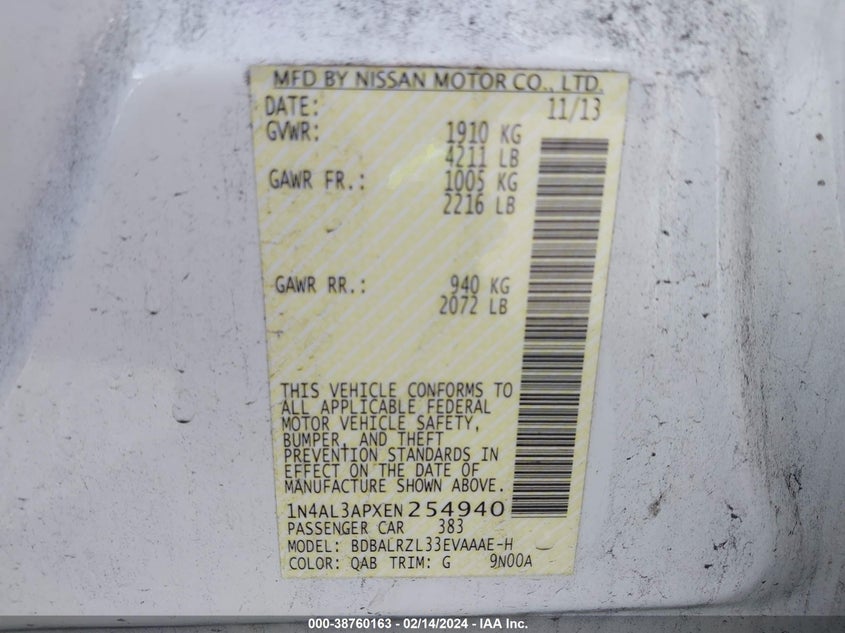 MFD BY NISSAN MOTOR CO., LTD.
DATE: 11/13
GVWR: 1910 KG
4211 LB
GAWR FR.: 1005 KG
2216 LB
GAWR RR.: 940 KG
2072 LB
THIS VEHICLE CONFORMS TO
ALL APPLICABLE FEDERAL
MOTOR VEHICLE SAFETY,
BUMPER, AND THEFT
PREVENTION STANDARDS IN
EFFECT ON THE DATE OF
MANUFACTURE SHOWN ABOVE.
1N4AL3APXEN254940
PASSENGER CAR 383
MODEL: BDBALRZL33EVAAAE-H
COLOR: QAB TRIM: G 9N00A
000-38760163 - 02/14/2024 - IAA Inc.